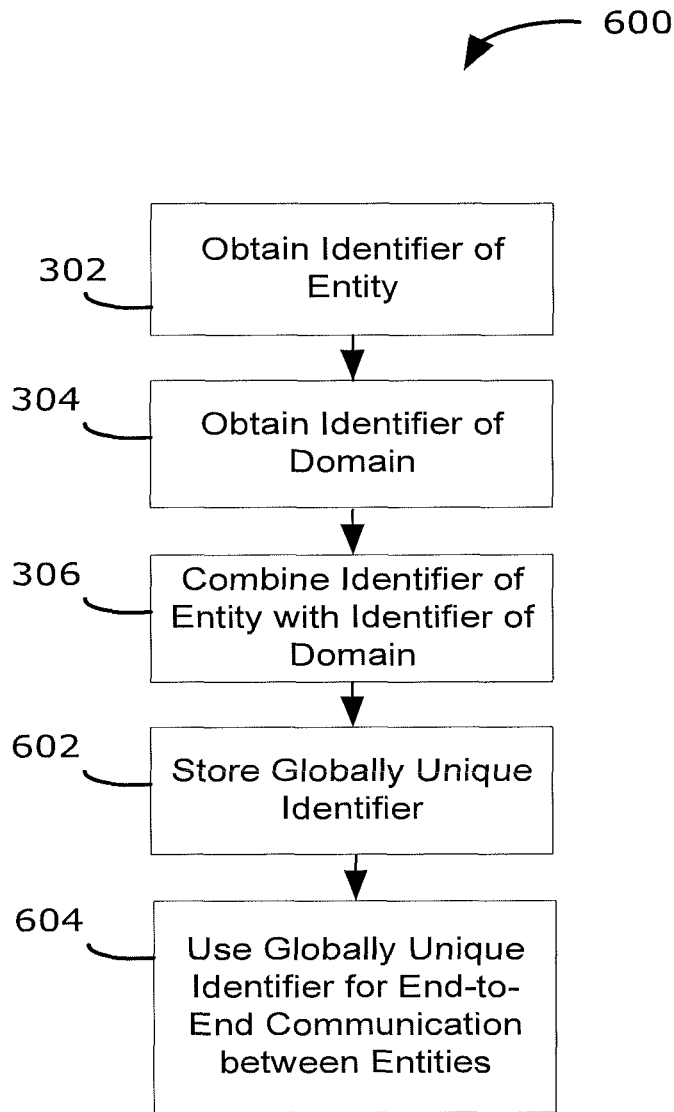 600
302
Obtain Identifier of
Entity
304
Obtain Identifier of
Domain
306
Combine Identifier of
Entity with Identifier of
Domain
602
Store Globally Unique
Identifier
604
Use Globally Unique
Identifier for End-to-
End Communication
between Entities